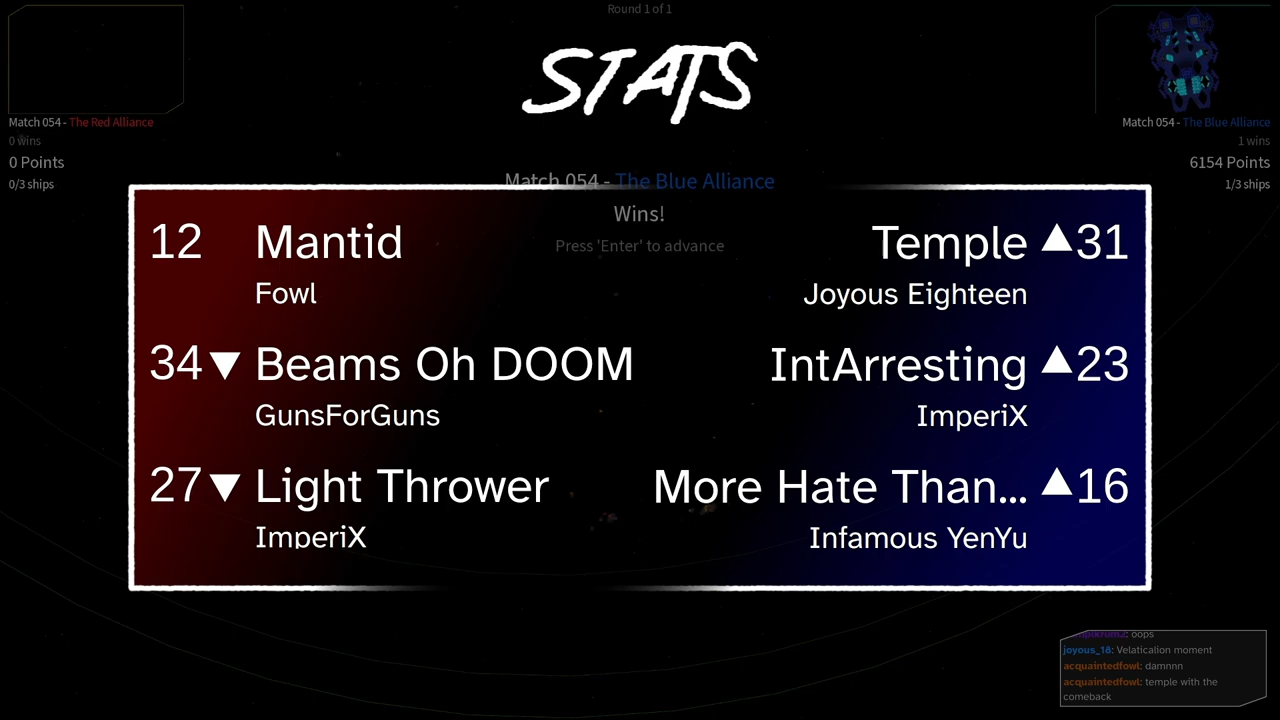 Round 1 of 1
STATS
Match 054 - The Red Alliance
0 wins
0 Points
0/3 ships
Match 054 - The Blue Alliance
1 wins
6154 Points
1/3 ships
Match 054 - The Blue Alliance
Wins!
Press 'Enter' to advance
12 Mantid
Fowl
34▼ Beams Oh DOOM
GunsForGuns
27▼ Light Thrower
ImperiX
Temple ▲31
Joyous Eighteen
IntArresting ▲23
ImperiX
More Hate Than... ▲16
Infamous YenYu
oops
joyous_18: Velaticalion moment
acquaintedfowl: damnnn
acquaintedfowl: temple with the
comeback